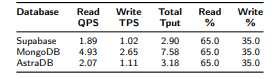 Database Read Write Total Read Write
QPS TPS Tput % %
Supabase 1.89 1.02 2.90 65.0 35.0
MongoDB 4.93 2.65 7.58 65.0 35.0
AstraDB 2.07 1.11 3.18 65.0 35.0